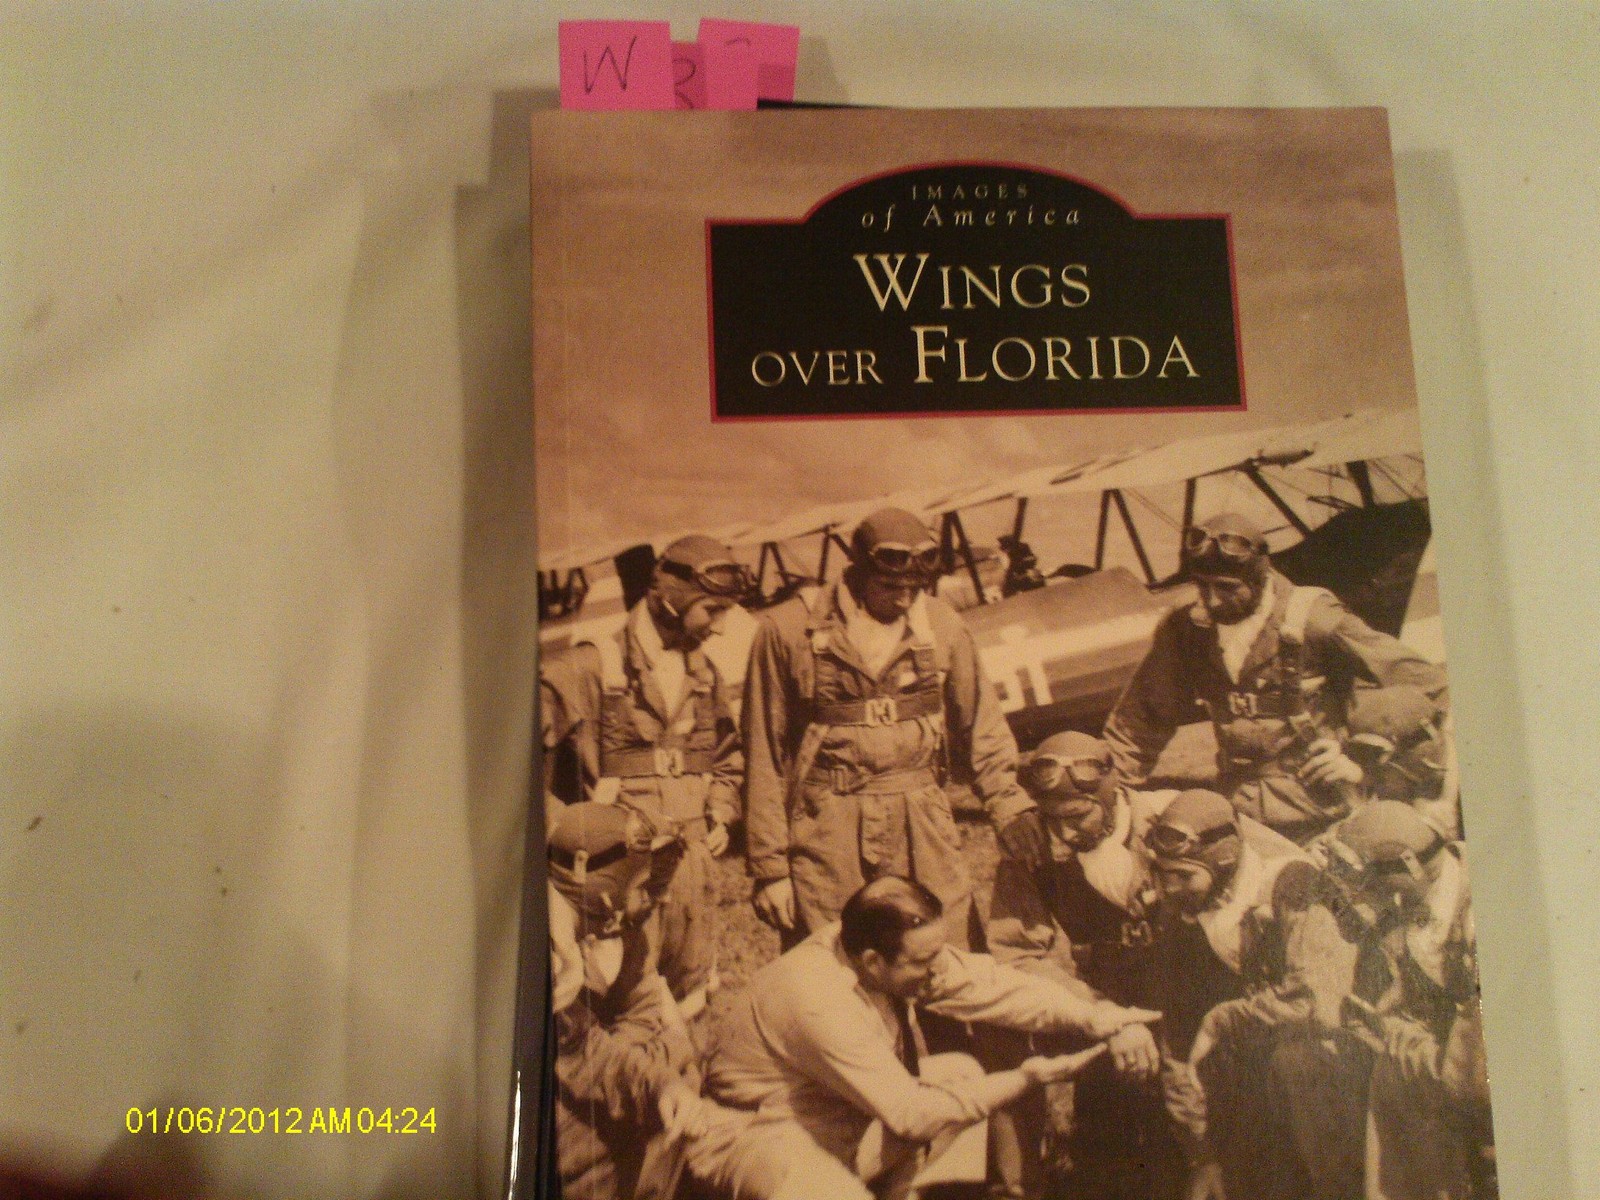 W
IMAGES
of America
WINGS
OVER FLORIDA
01/06/2012 AM 04:24